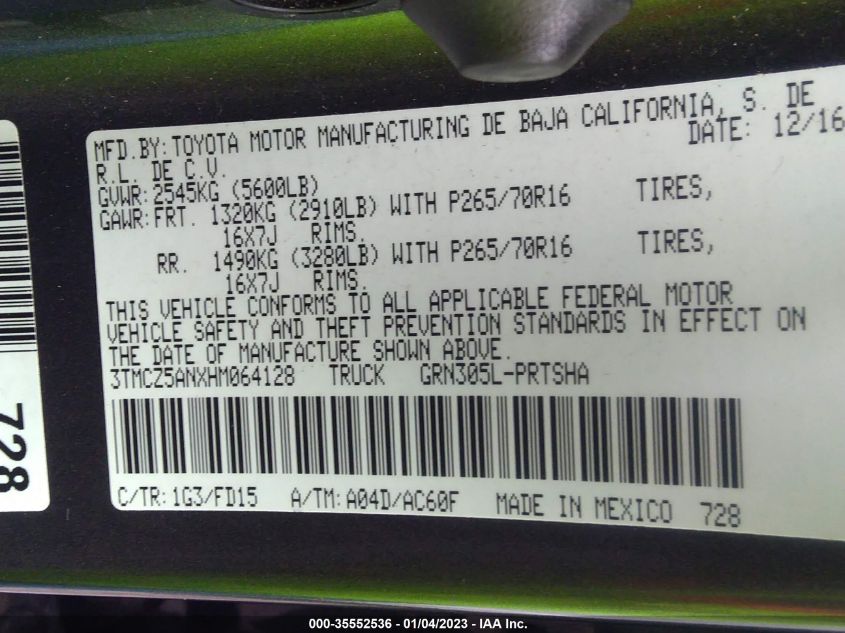 MFD.BY:TOYOTA MOTOR MANUFACTURING DE BAJA CALIFORNIA, S. DE
R.L. DE C.V. DATE: 12/16
GVWR:2545KG (5600LB)
GAWR:FRT. 1320KG (2910LB) WITH P265/70R16 TIRES,
16X7J RIMS.
RR. 1490KG (3280LB) WITH P265/70R16 TIRES,
16X7J RIMS.
THIS VEHICLE CONFORMS TO ALL APPLICABLE FEDERAL MOTOR
VEHICLE SAFETY AND THEFT PREVENTION STANDARDS IN EFFECT ON
THE DATE OF MANUFACTURE SHOWN ABOVE.
3TMCZ5ANXHM064128 TRUCK GRN305L-PRTSHA
C/TR:1G3/FD15 A/TM:A04D/AC60F MADE IN MEXICO 728
728
000-35552536 - 01/04/2023 - IAA Inc.